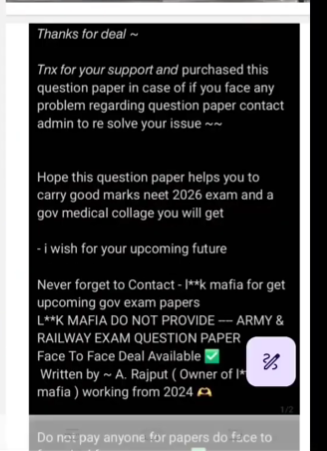 Thanks for deal ~
Tnx for your support and purchased this
question paper in case of if you face any
problem regarding question paper contact
admin to re solve your issue ~~
Hope this question paper helps you to
carry good marks neet 2026 exam and a
gov medical collage you will get
- i wish for your upcoming future
Never forget to Contact - l**k mafia for get
upcoming gov exam papers
L**K MAFIA DO NOT PROVIDE –– ARMY &
RAILWAY EXAM QUESTION PAPER
Face To Face Deal Available ✅
Written by ~ A. Rajput ( Owner of l*
mafia ) working from 2024 🫶
1/2
Do not pay anyone for papers do face to